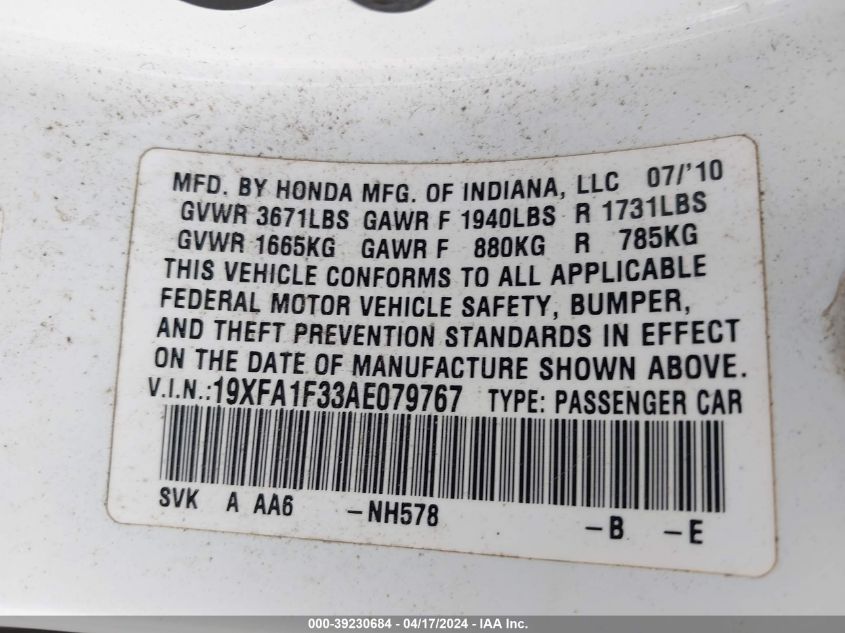 MFD. BY HONDA MFG. OF INDIANA, LLC 07/'10
GVWR 3671LBS GAWR F 1940LBS R 1731LBS
GVWR 1665KG GAWR F 880KG R 785KG
THIS VEHICLE CONFORMS TO ALL APPLICABLE
FEDERAL MOTOR VEHICLE SAFETY, BUMPER,
AND THEFT PREVENTION STANDARDS IN EFFECT
ON THE DATE OF MANUFACTURE SHOWN ABOVE.
V.I.N.:19XFA1F33AE079767 TYPE: PASSENGER CAR
SVK A AA6 -NH578 -B -E
000-39230684 - 04/17/2024 - IAA Inc.